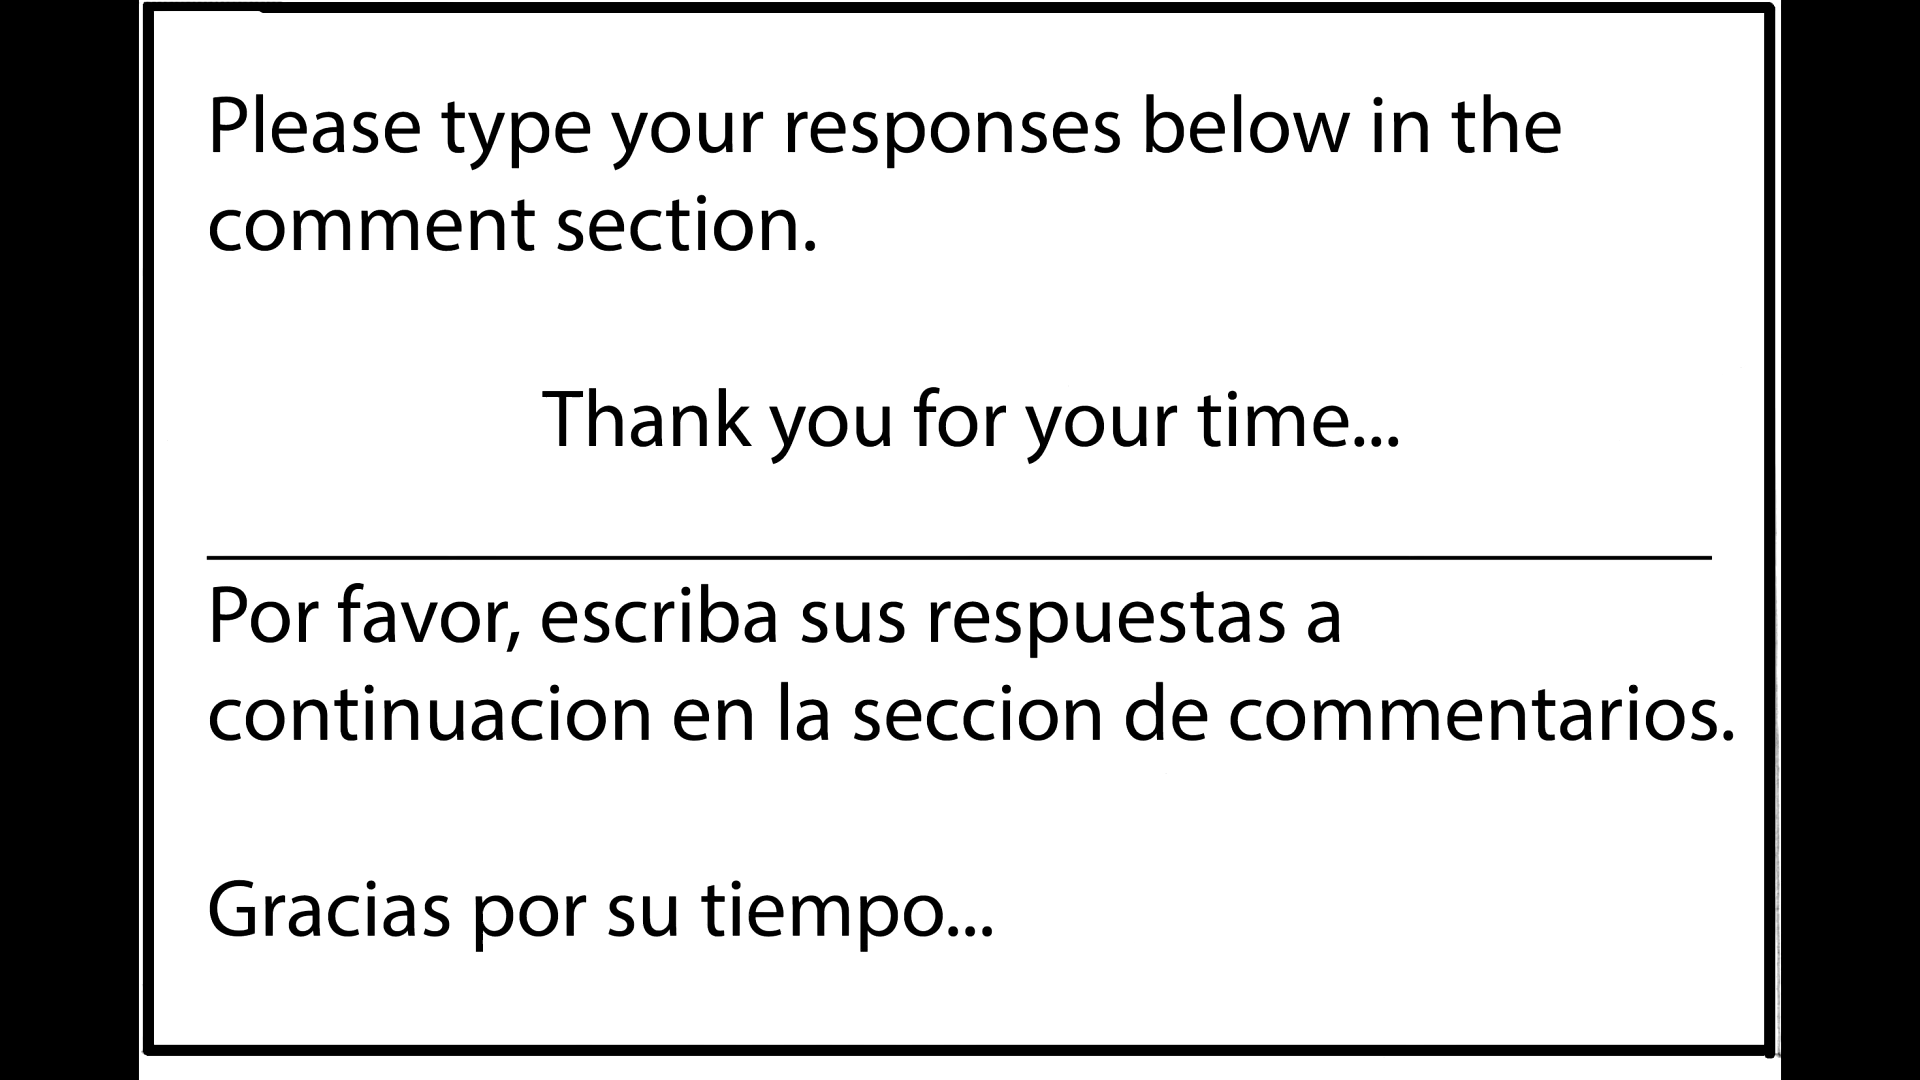 Please type your responses below in the
comment section.
Thank you for your time...
Por favor, escriba sus respuestas a
continuacion en la seccion de commentarios.
Gracias por su tiempo...